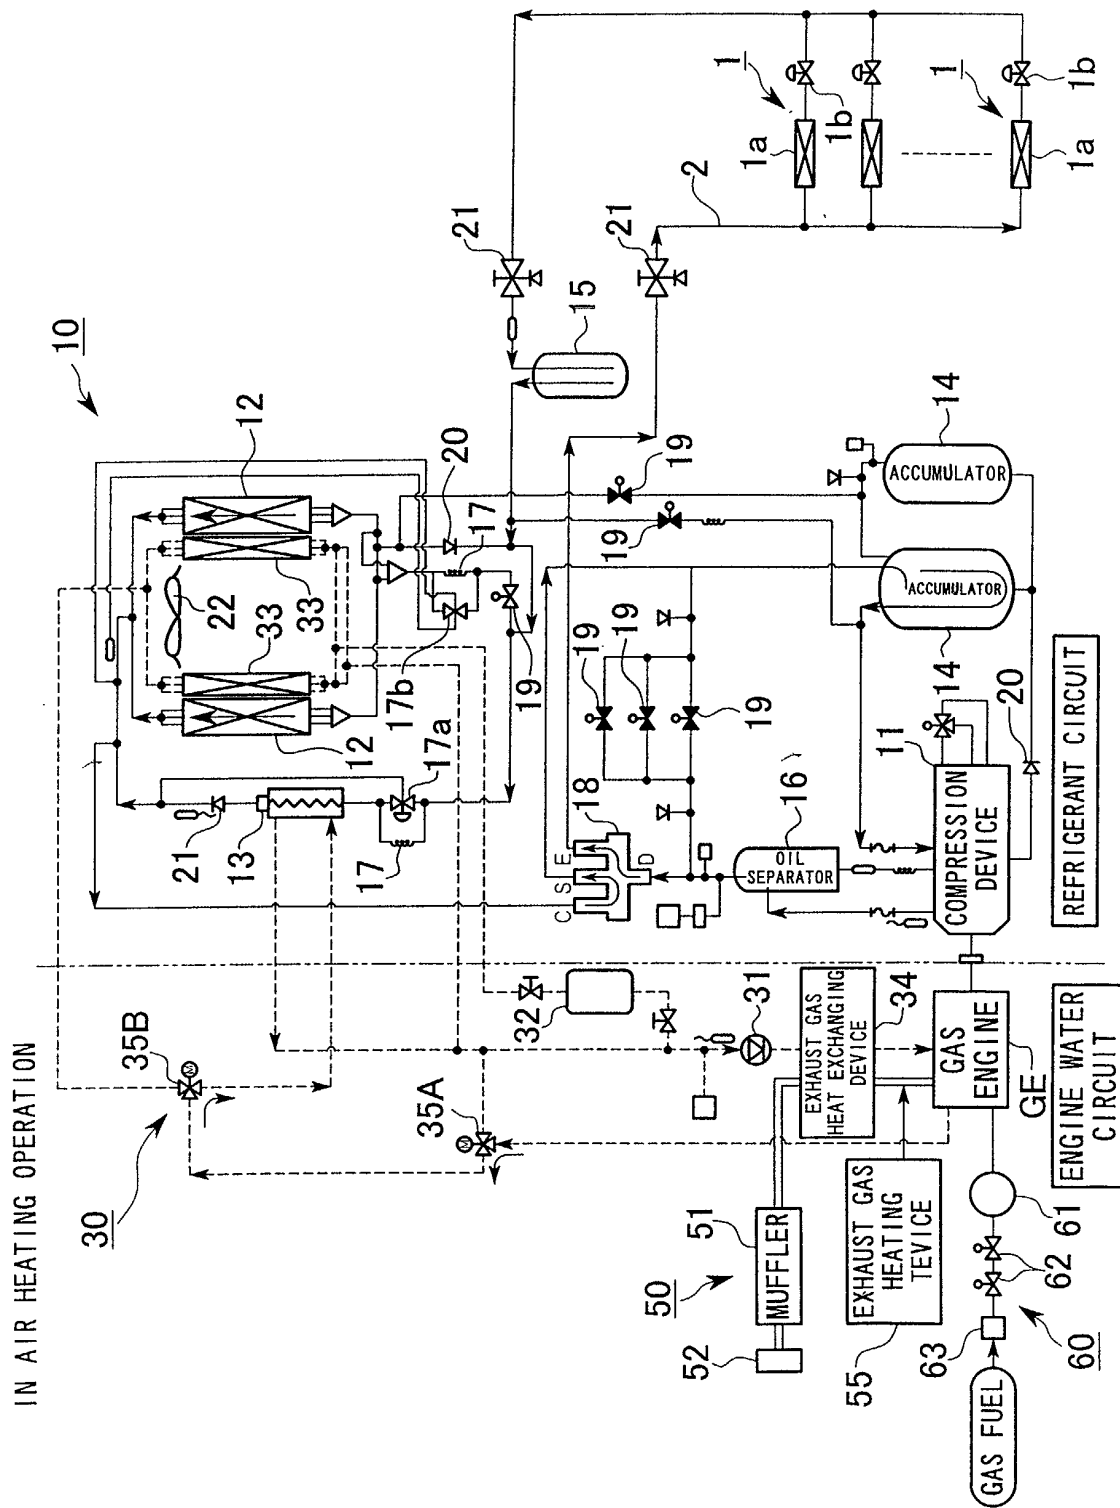 IN AIR HEATING OPERATION
30
35B
35A
10
12
33
22
33
12
20
17
17b
19
17a
17
21
13
15
21
21
2
1
1a
1b
1
1a
1b
19
19
19
19
19
18
C
S
E
D
16
OIL
SEPARATOR
14
ACCUMULATOR
14
ACCUMULATOR
20
11
COMPRESSION
DEVICE
REFRIGERANT CIRCUIT
M
M
32
31
EXHAUST GAS
HEAT EXCHANGING
DEVICE
34
GAS
ENGINE
GE
ENGINE WATER
CIRCUIT
50
51
MUFFLER
52
EXHAUST GAS
HEATING
TEVICE
55
61
62
63
60
GAS FUEL